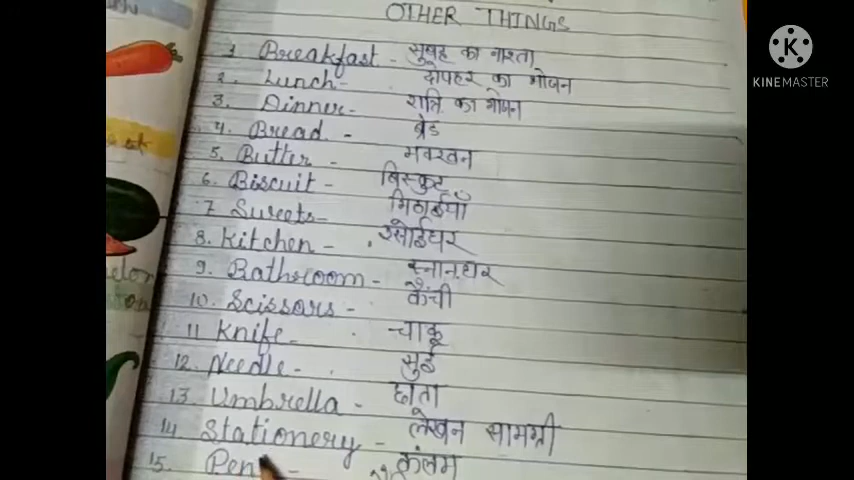 OTHER THINGS
1. Breakfast - सुबह का नाश्ता
2. Lunch - दोपहर का भोजन
3. Dinner - रात्रि का भोजन
4. Bread - ब्रेड
5. Butter - मक्खन
6. Biscuit - बिस्कुट
7. Sweets - मिठाईयाँ
8. Kitchen - रसोईघर
9. Bathroom - स्नानघर
10. Scissors - कैंची
11 Knife - चाकू
12. Needle - सुई
13 Umbrella - छाता
14. Stationery - लेखन सामग्री
15. Pen - कलम
K
KINEMASTER